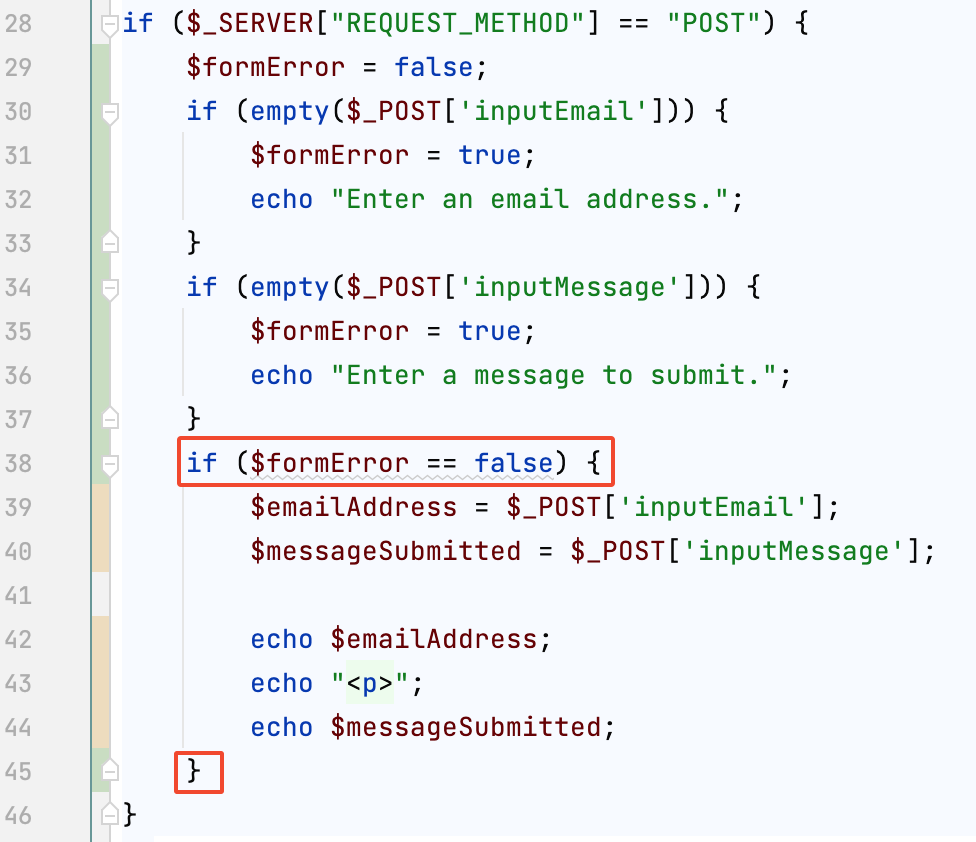 28 if ($_SERVER["REQUEST_METHOD"] == "POST") {
29     $formError = false;
30     if (empty($_POST['inputEmail'])) {
31         $formError = true;
32         echo "Enter an email address.";
33     }
34     if (empty($_POST['inputMessage'])) {
35         $formError = true;
36         echo "Enter a message to submit.";
37     }
38     if ($formError == false) {
39         $emailAddress = $_POST['inputEmail'];
40         $messageSubmitted = $_POST['inputMessage'];
41
42         echo $emailAddress;
43         echo "<p>";
44         echo $messageSubmitted;
45     }
46 }